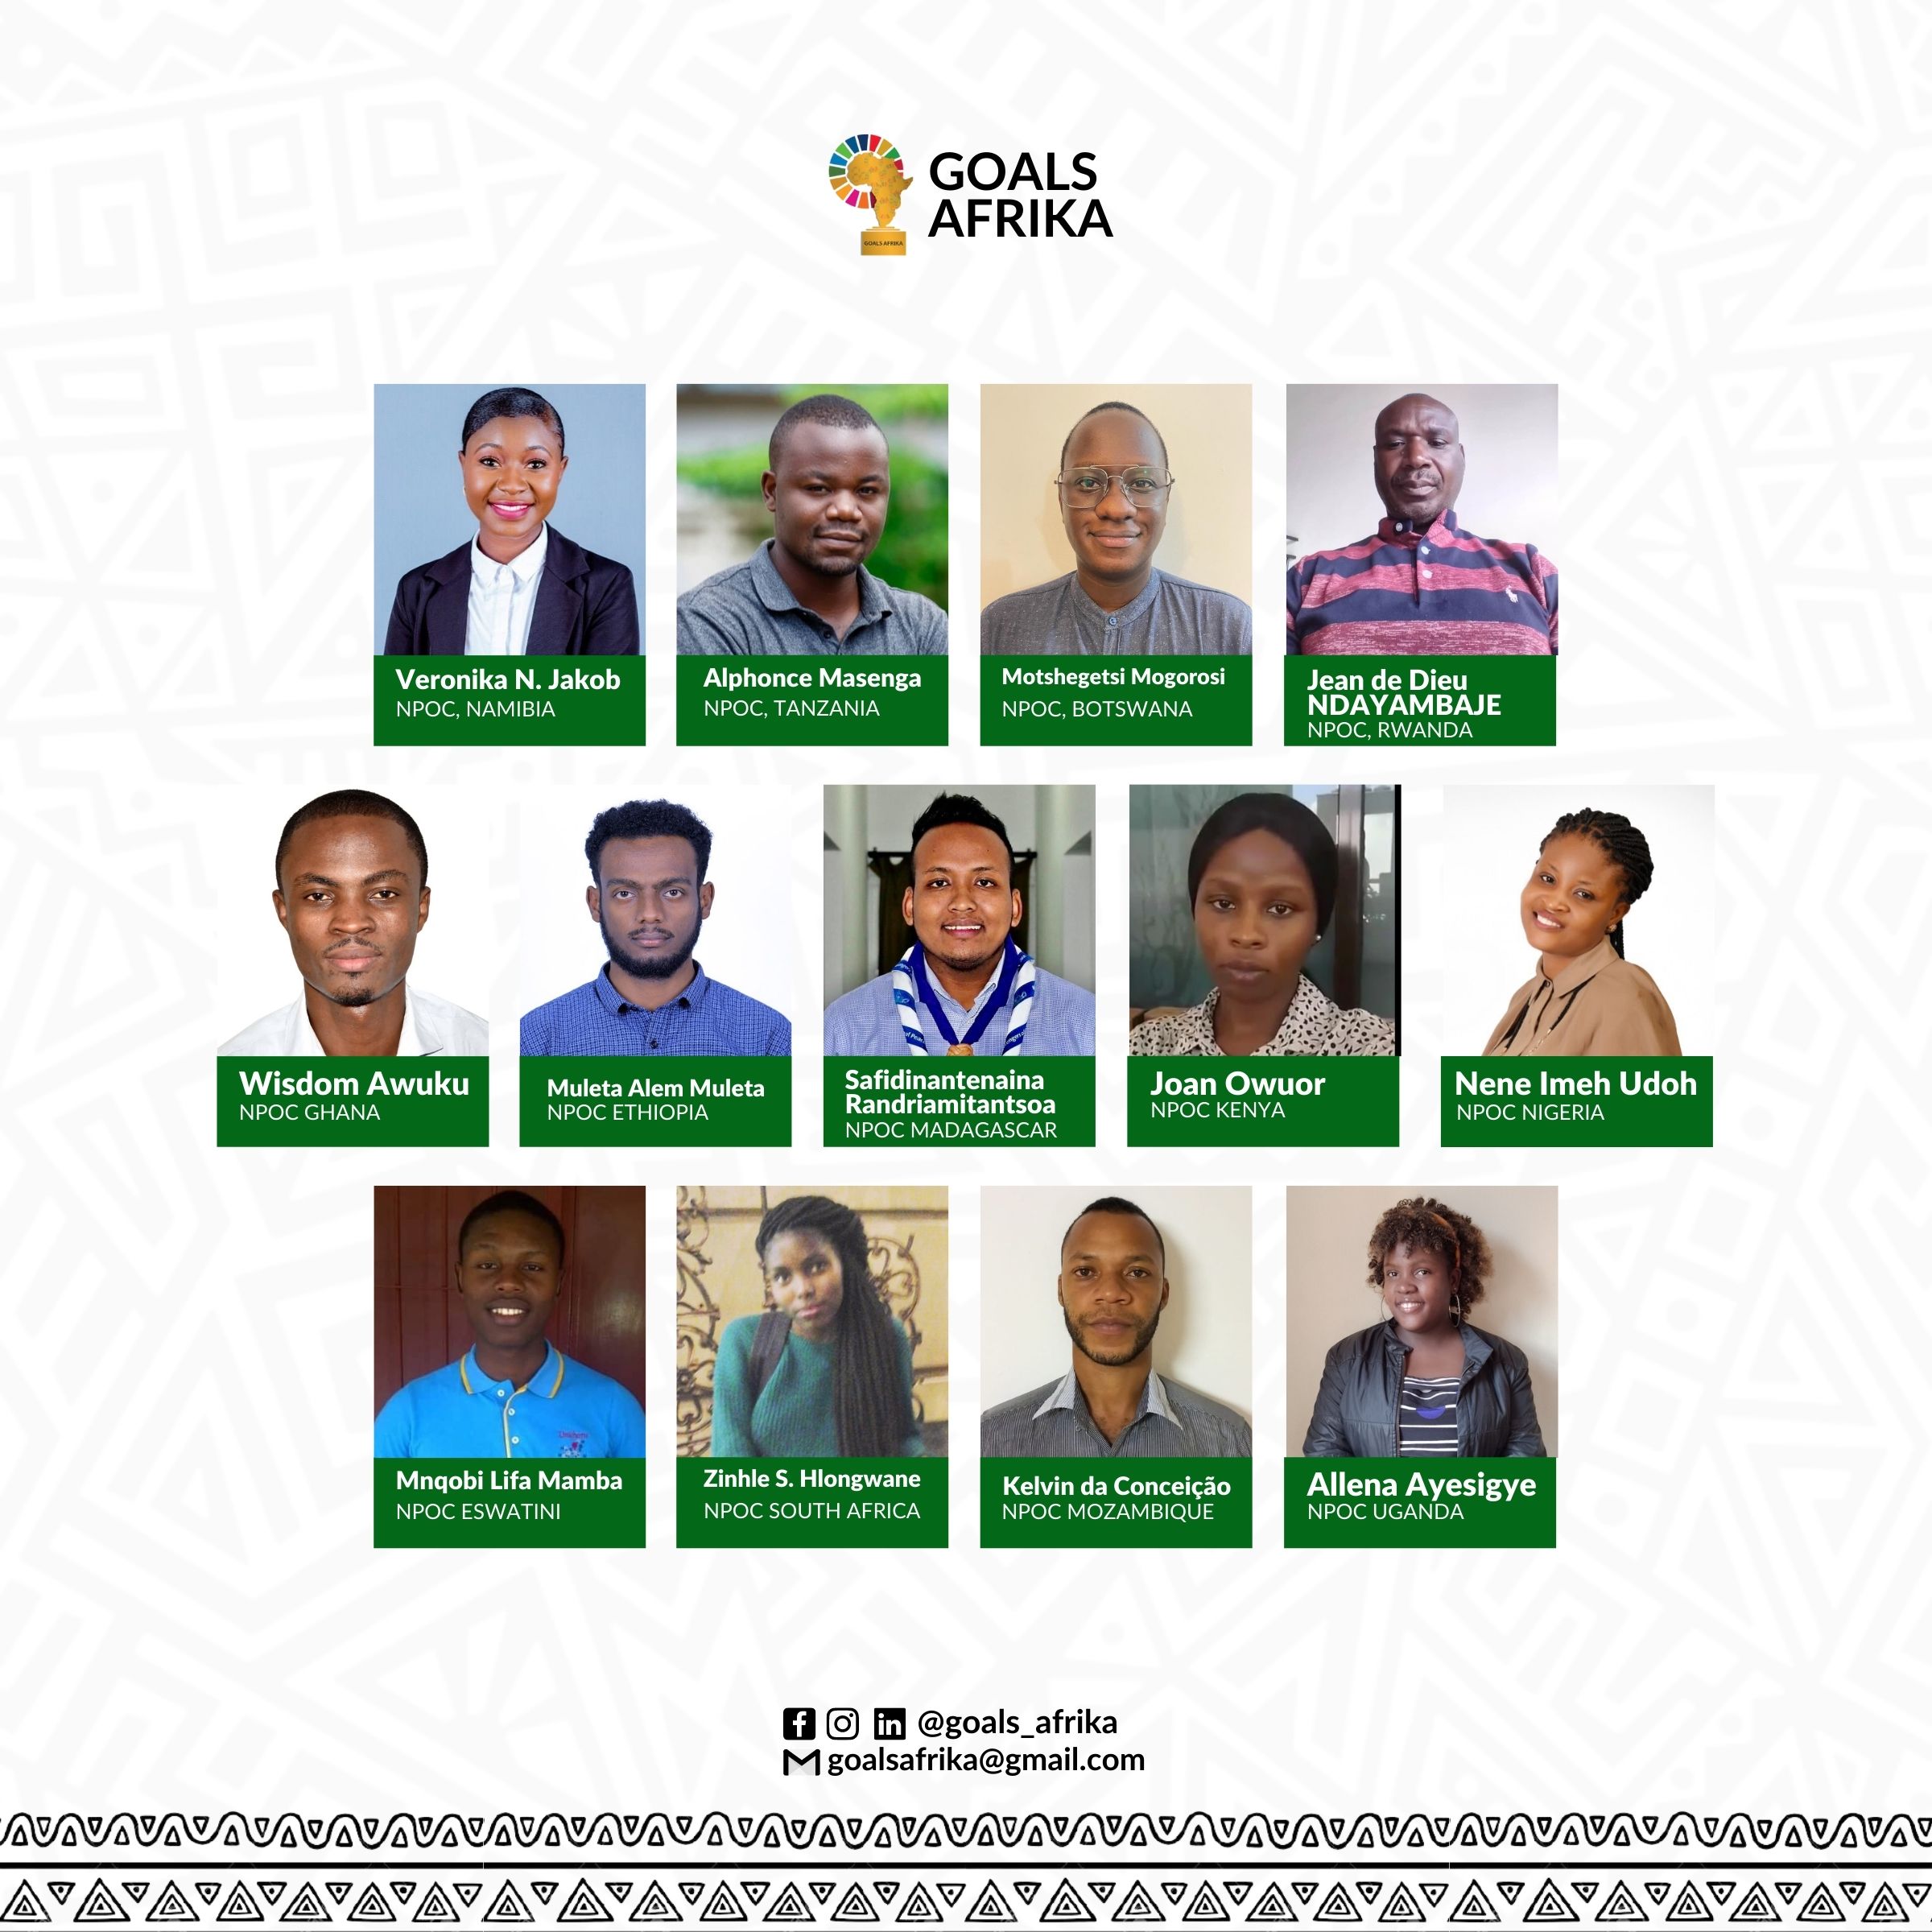 GOALS
AFRIKA
GOALS AFRIKA
Veronika N. Jakob
NPOC, NAMIBIA
Alphonce Masenga
NPOC, TANZANIA
Motshegetsi Mogorosi
NPOC, BOTSWANA
Jean de Dieu
NDAYAMBAJE
NPOC, RWANDA
Wisdom Awuku
NPOC GHANA
Muleta Alem Muleta
NPOC ETHIOPIA
Safidinantenaina
Randriamitantsoa
NPOC MADAGASCAR
Joan Owuor
NPOC KENYA
Nene Imeh Udoh
NPOC NIGERIA
Mnqobi Lifa Mamba
NPOC ESWATINI
Zinhle S. Hlongwane
NPOC SOUTH AFRICA
Kelvin da Conceição
NPOC MOZAMBIQUE
Allena Ayesigye
NPOC UGANDA
@goals_afrika
goalsafrika@gmail.com